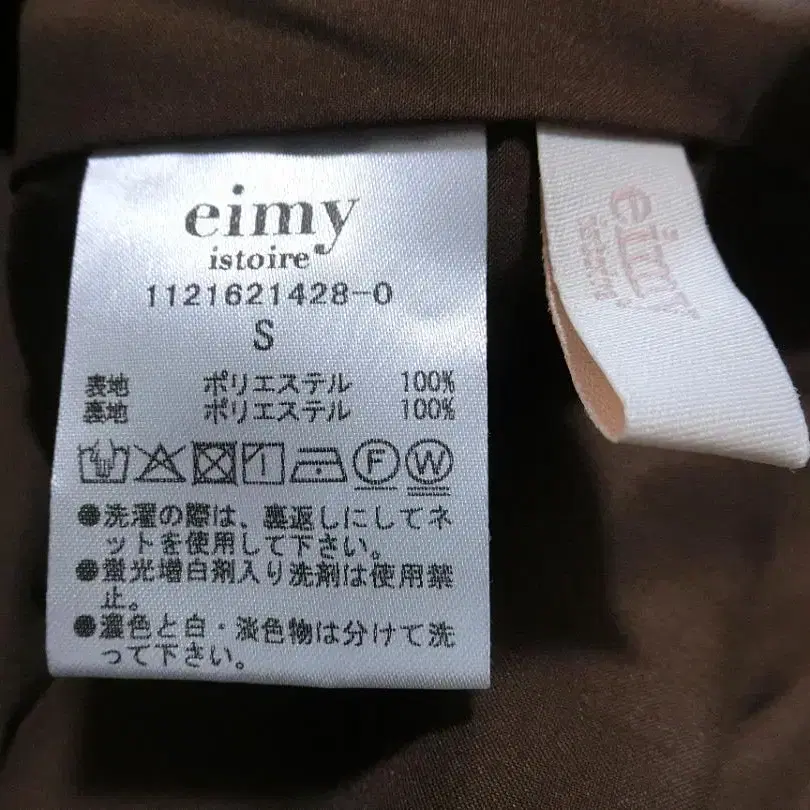 eimy
istoire
1121621428-0
S
表地 ポリエステル 100%
裏地 ポリエステル 100%
F W
●洗濯の際は、裏返しにしてネ
ットを使用して下さい。
●蛍光増白剤入り洗剤は使用禁
止。
●濃色と白・淡色物は分けて洗
って下さい。
eimy
istoire